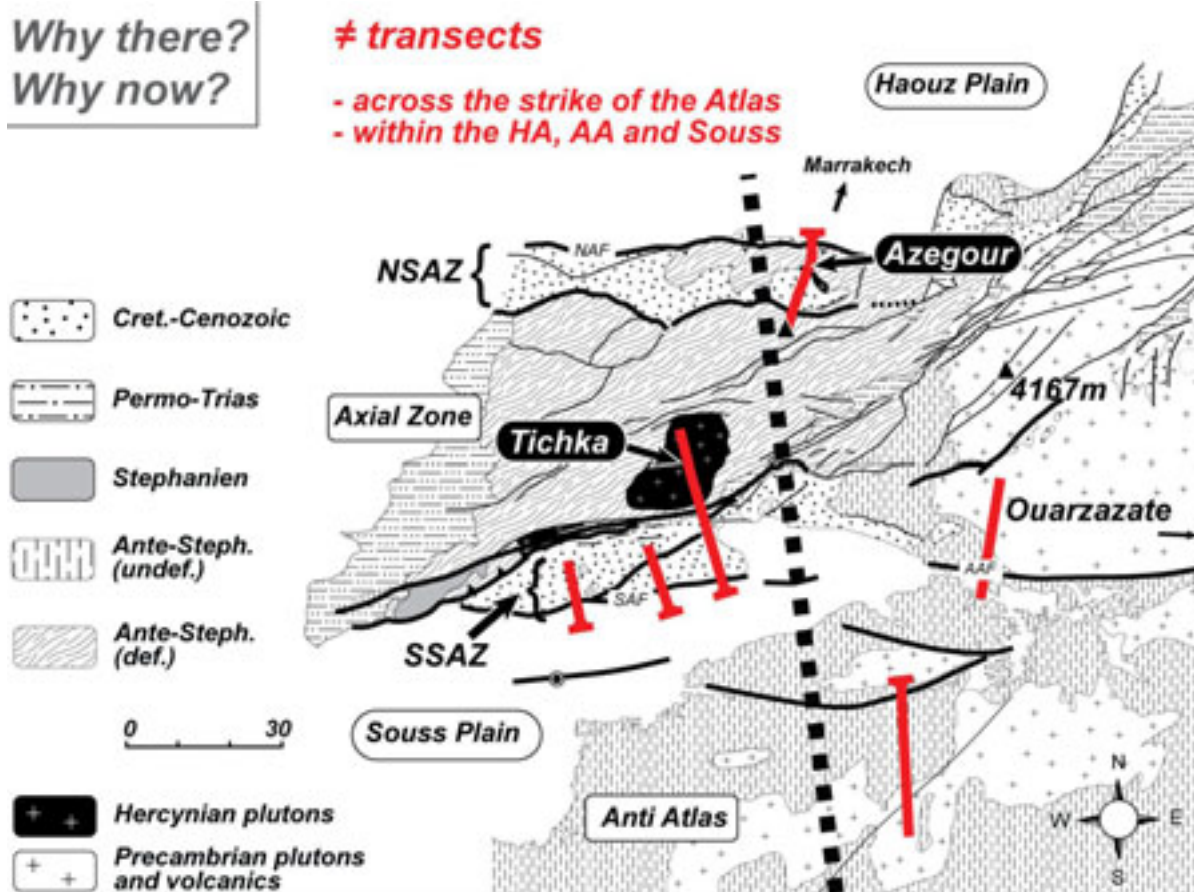 Why there?
Why now?
≠ transects
- across the strike of the Atlas
- within the HA, AA and Souss
Haouz Plain
Marrakech
NAF
NSAZ
Azegour
Cret.-Cenozoic
Permo-Trias
4167m
Axial Zone
Tichka
Stephanien
Ouarzazate
Ante-Steph.
(undef.)
AAF
SAF
Ante-Steph.
(def.)
SSAZ
0 30
Souss Plain
Hercynian plutons
Anti Atlas
N
W E
S
Precambrian plutons
and volcanics